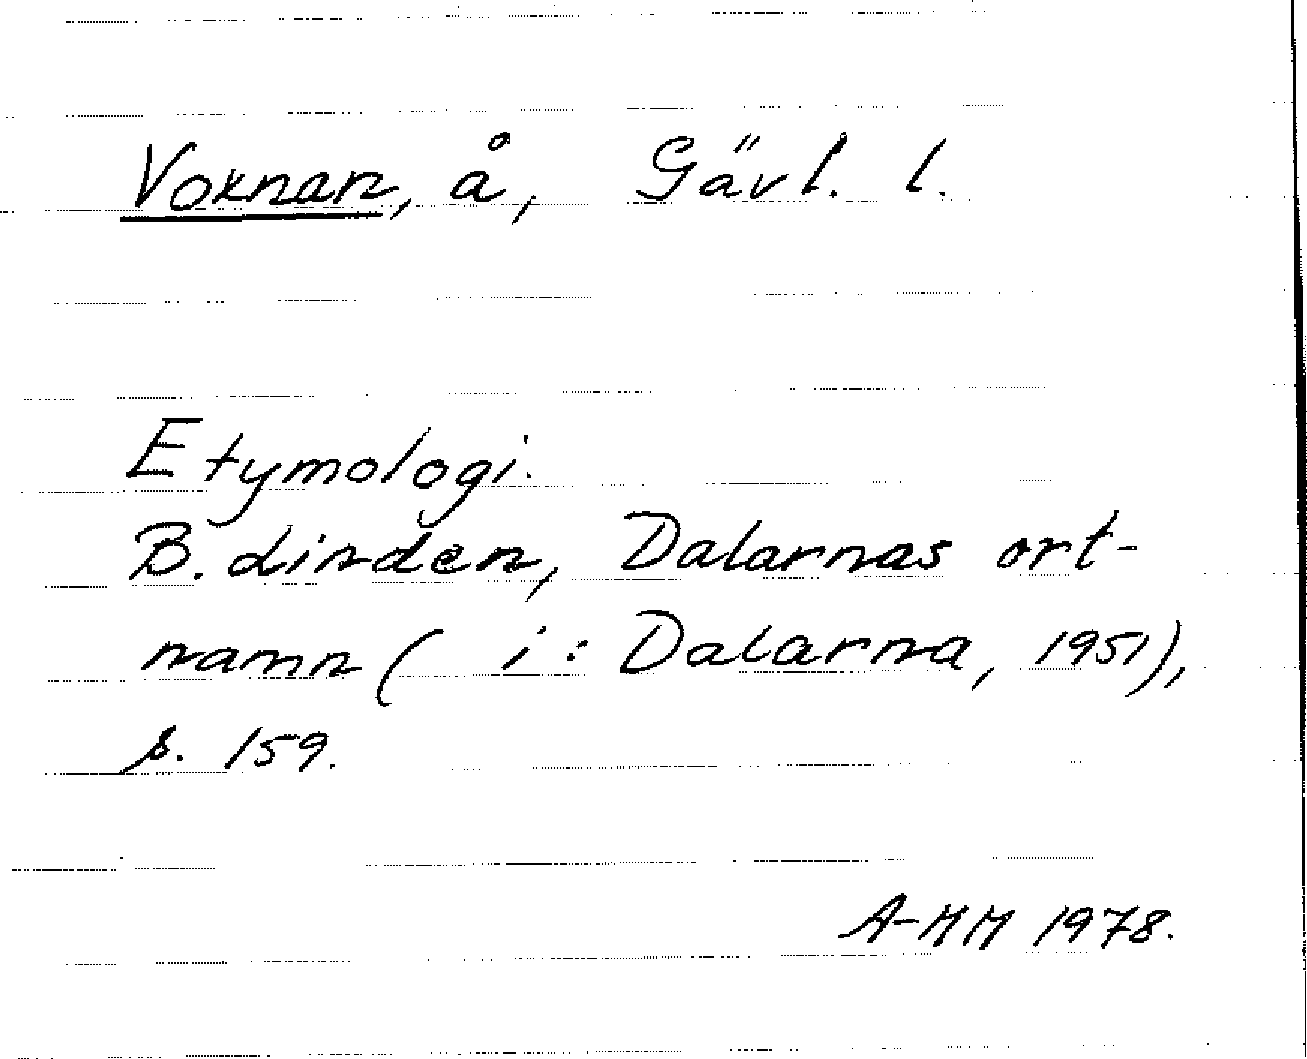 Voxnan, å, Gävl. l.
Etymologi.
B. Linden, Dalarnas ort-
namn ( i: Dalarna, 1951),
s. 159.
A-MM 1978.